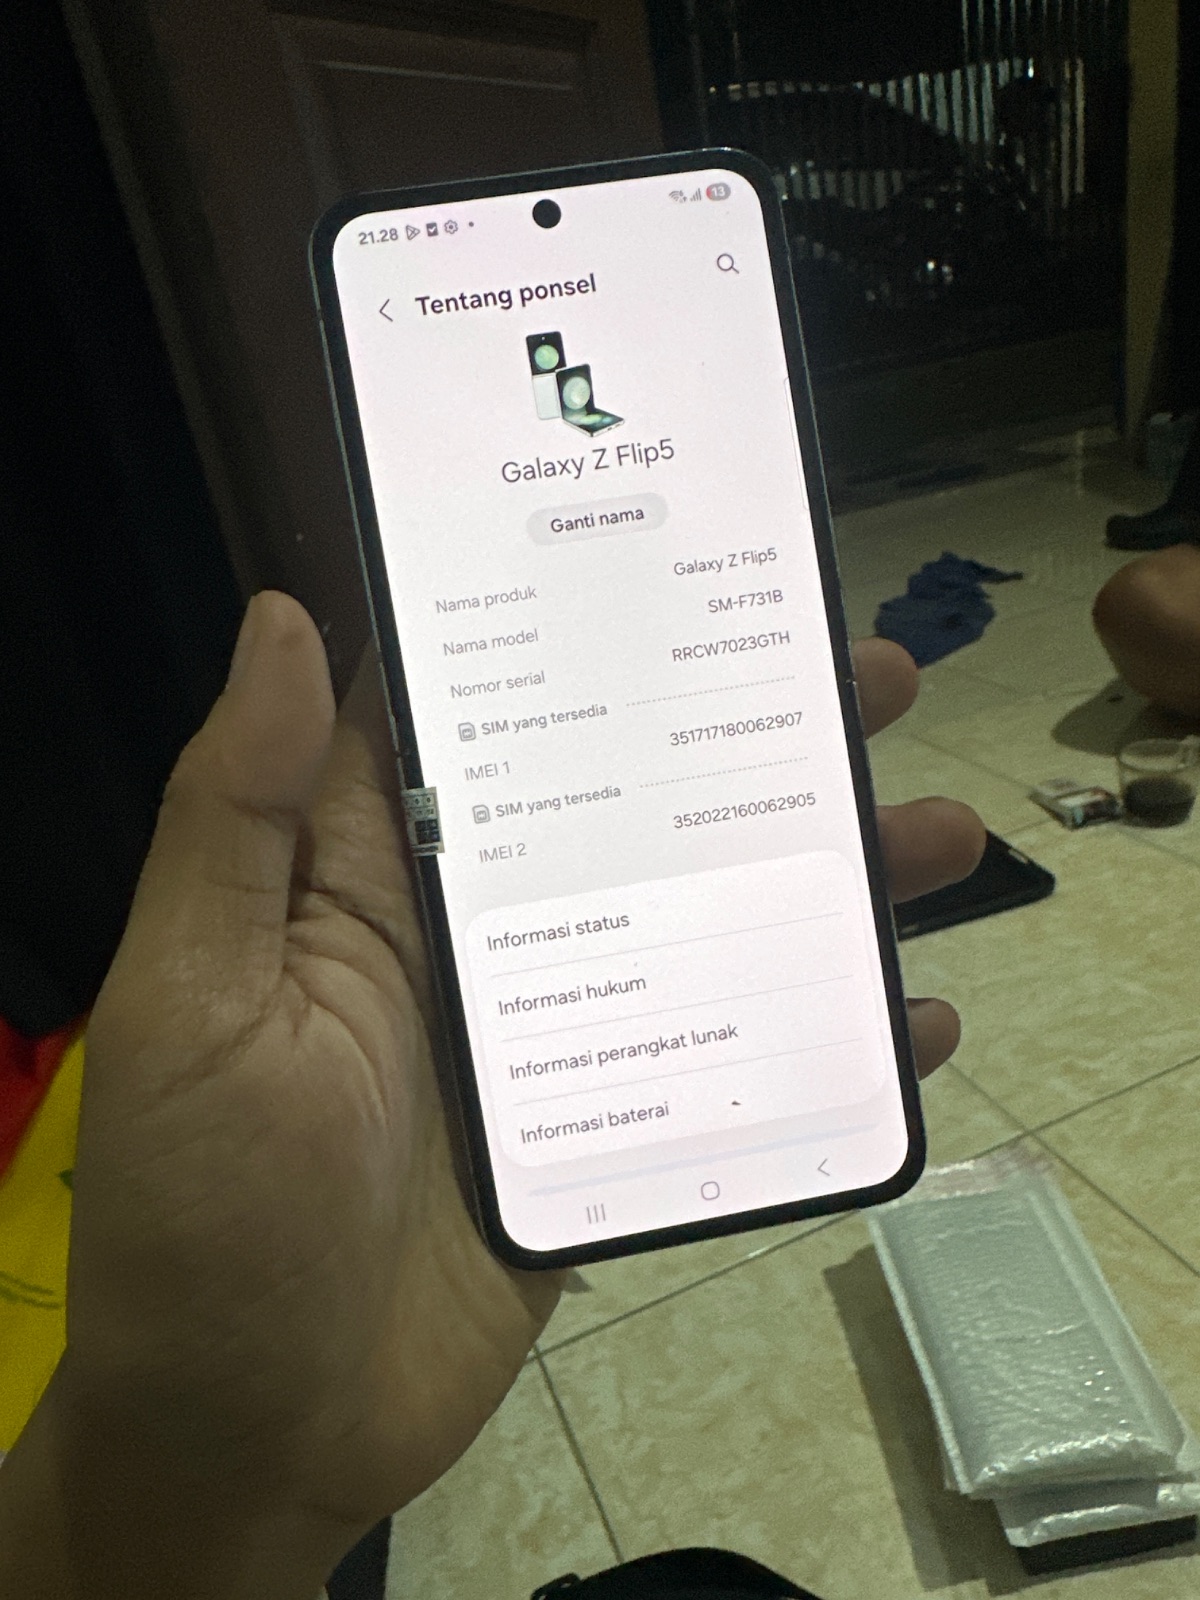 21.28
13
Tentang ponsel
Galaxy Z Flip5
Ganti nama
Nama produk Galaxy Z Flip5
Nama model SM-F731B
Nomor serial RRCW7023GTH
SIM yang tersedia
IMEI 1 351717180062907
SIM yang tersedia
IMEI 2 352022160062905
Informasi status
Informasi hukum
Informasi perangkat lunak
Informasi baterai